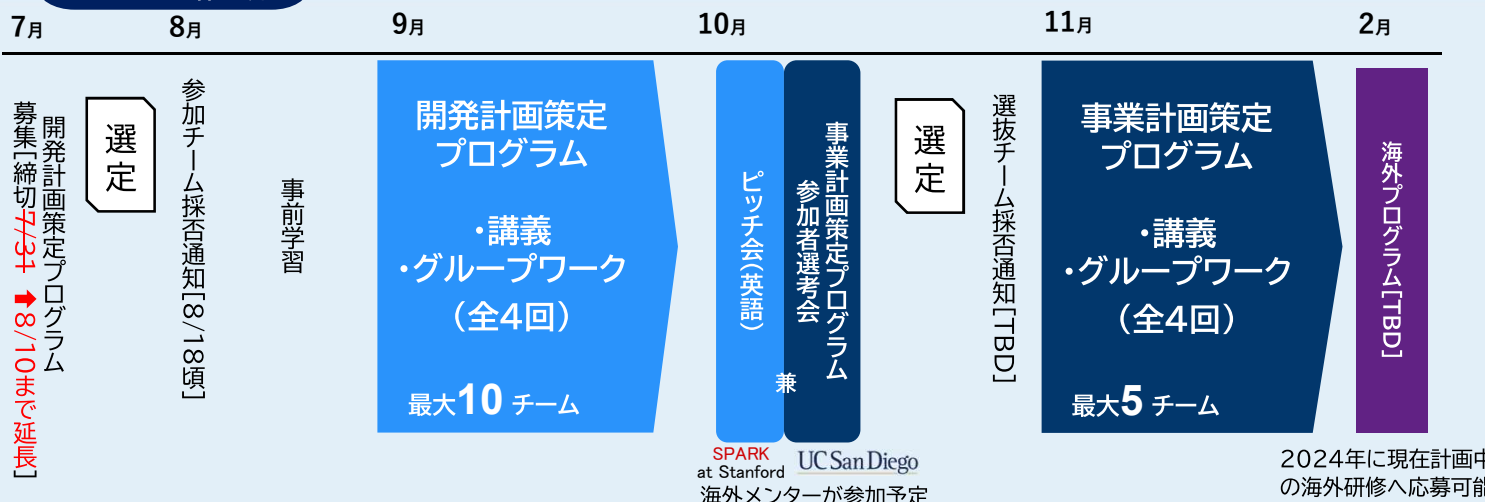 7月
8月
9月
10月
11月
2月
開発計画策定プログラム
募集[締切7/31 ➡8/10まで延長]
選定
参加チーム採否通知[8/18頃]
事前学習
開発計画策定
プログラム
・講義
・グループワーク
（全4回）
最大10 チーム
ピッチ会(英語)
兼
事業計画策定プログラム
参加者選考会
SPARK
at Stanford
UC San Diego
海外メンターが参加予定
選定
選抜チーム採否通知[TBD]
事業計画策定
プログラム
・講義
・グループワーク
（全4回）
最大5 チーム
海外プログラム[TBD]
2024年に現在計画中
の海外研修へ応募可能